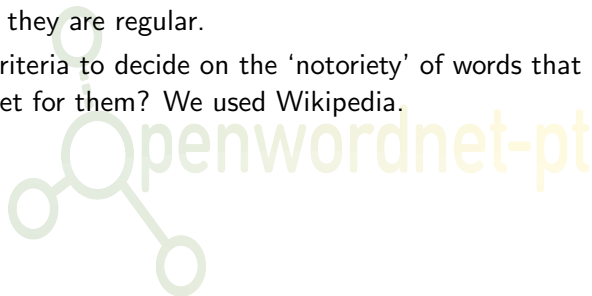 they are regular.
riteria to decide on the ‘notoriety’ of words that
et for them? We used Wikipedia.
openwordnet-pt